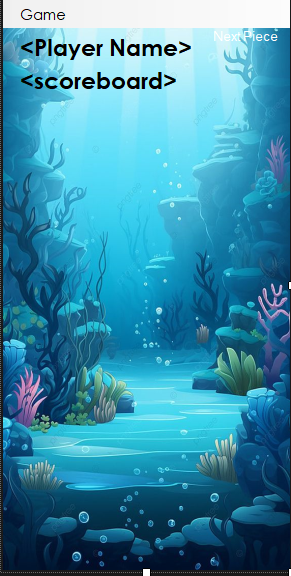 Game
Next Piece
<Player Name>
<scoreboard>